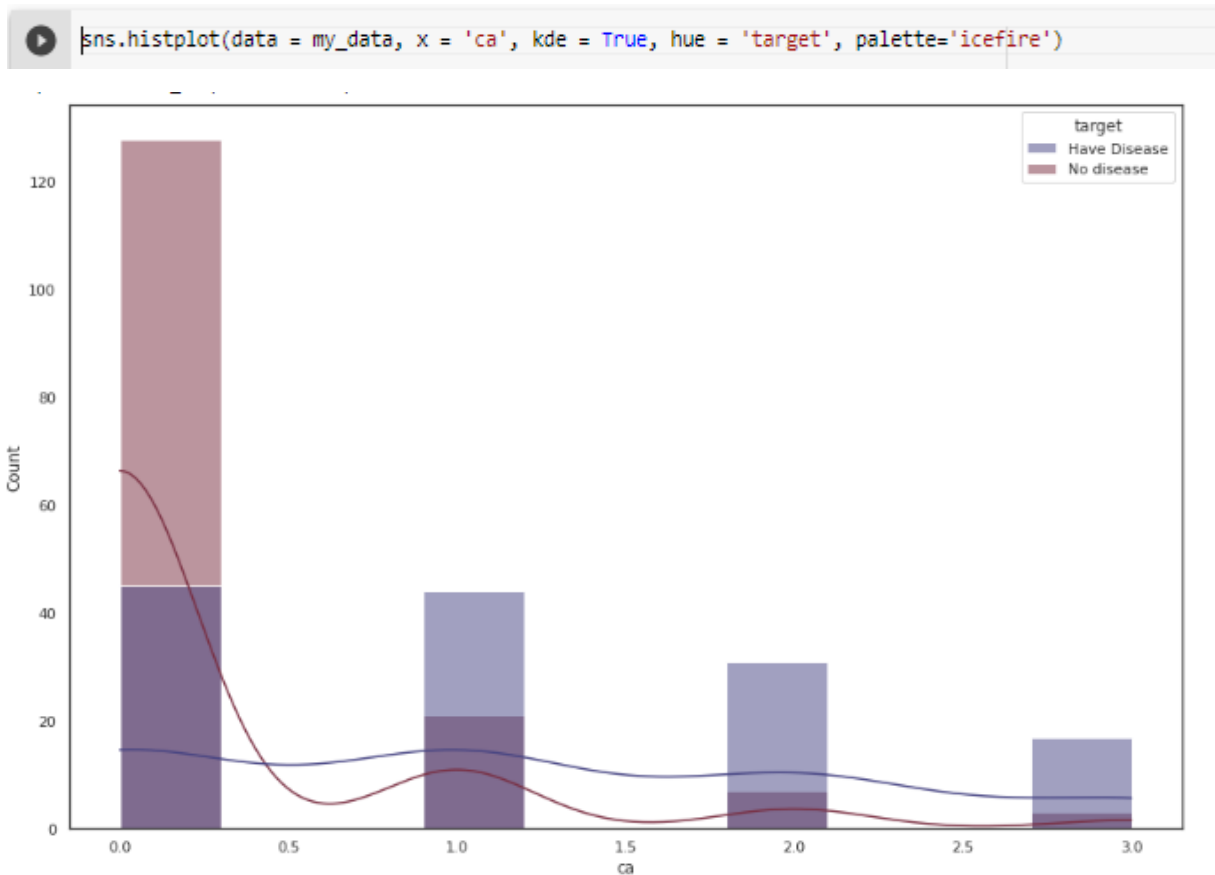 sns.histplot(data = my_data, x = 'ca', kde = True, hue = 'target', palette='icefire')
target
Have Disease
No disease
120
100
80
60
40
20
0
Count
0.0 0.5 1.0 1.5 2.0 2.5 3.0
ca